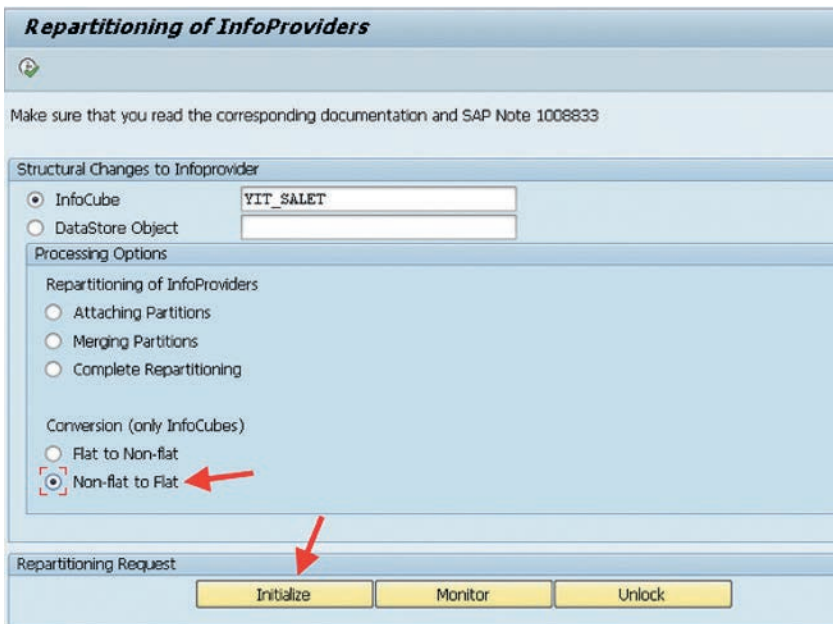 Repartitioning of InfoProviders
Make sure that you read the corresponding documentation and SAP Note 1008833
Structural Changes to Infoprovider
InfoCube YIT_SALET
DataStore Object
Processing Options
Repartitioning of InfoProviders
Attaching Partitions
Merging Partitions
Complete Repartitioning
Conversion (only InfoCubes)
Flat to Non-flat
Non-flat to Flat
Repartitioning Request
Initialize Monitor Unlock